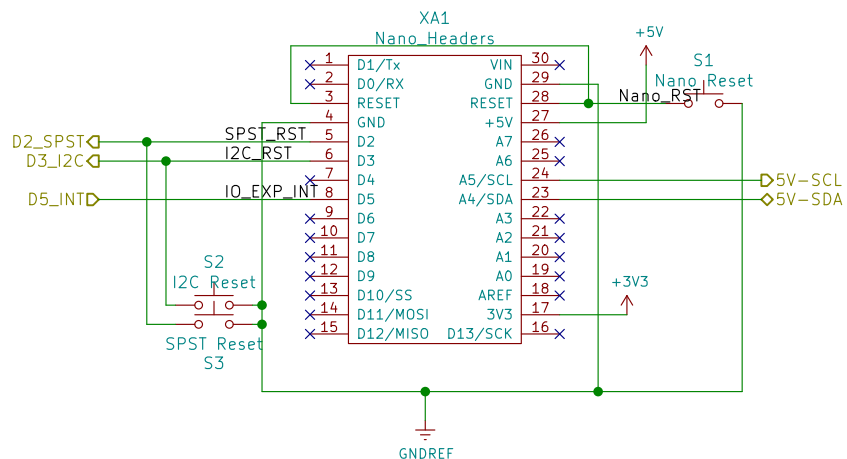 XA1
Nano_Headers
+5V
S1
Nano Reset
Nano_RST
1 D1/Tx VIN 30
2 D0/RX GND 29
3 RESET RESET 28
4 GND +5V 27
D2_SPST SPST_RST 5 D2 A7 26
D3_I2C I2C_RST 6 D3 A6 25
7 D4 A5/SCL 24 5V-SCL
D5_INT IO_EXP_INT 8 D5 A4/SDA 23 5V-SDA
9 D6 A3 22
10 D7 A2 21
11 D8 A1 20
12 D9 A0 19
13 D10/SS AREF 18
14 D11/MOSI 3V3 17
15 D12/MISO D13/SCK 16
S2
I2C Reset
+3V3
SPST Reset
S3
GNDREF